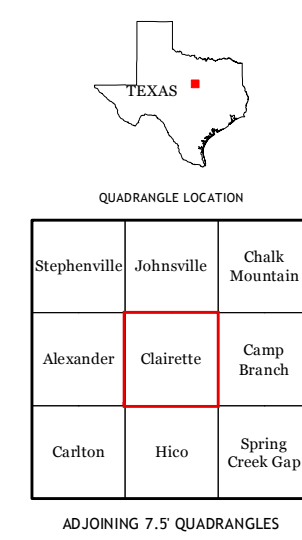 TEXAS
QUADRANGLE LOCATION
Stephenville
Johnsville
Chalk
Mountain
Alexander
Clairette
Camp
Branch
Carlton
Hico
Spring
Creek Gap
ADJOINING 7.5' QUADRANGLES